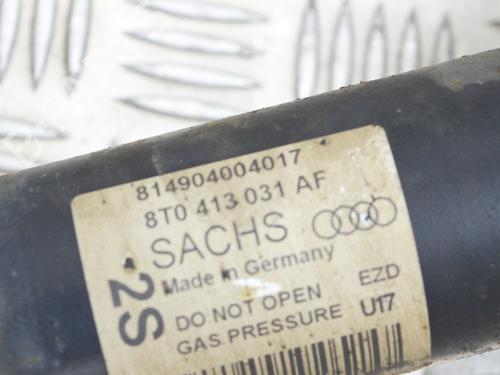 814904004017
8T0 413 031 AF
SACHS
Made in Germany
2S
DO NOT OPEN EZD
GAS PRESSURE U17